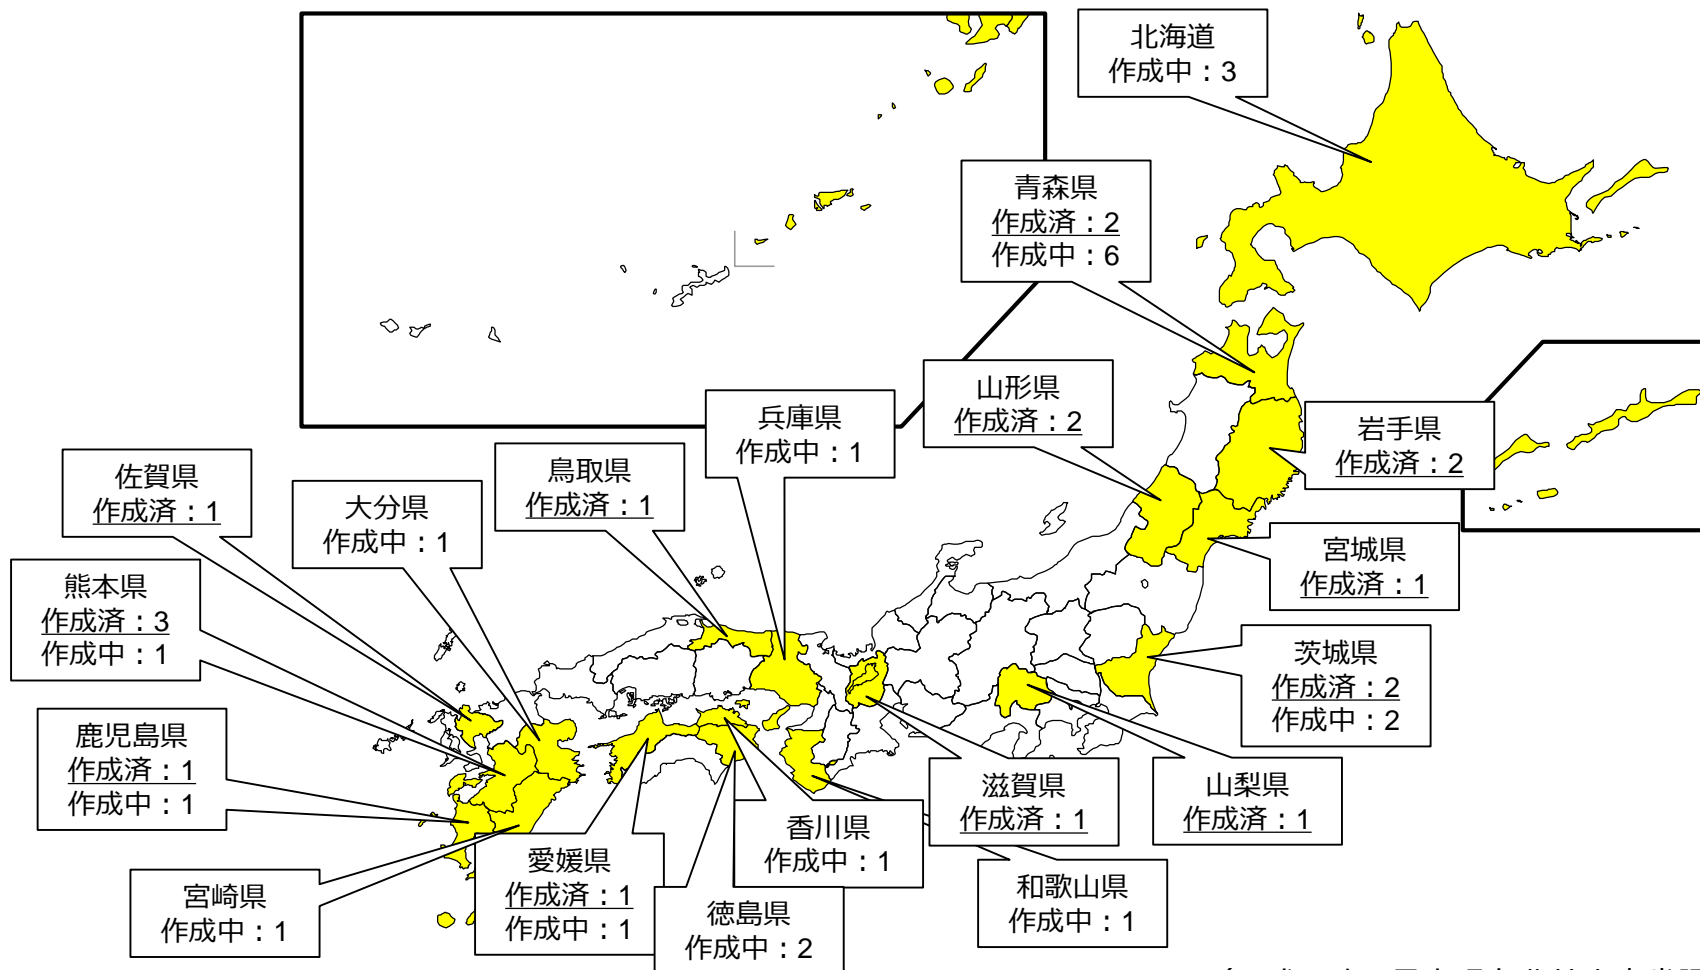 北海道
作成中：3
青森県
作成済：2
作成中：6
山形県
作成済：2
兵庫県
作成中：1
岩手県
作成済：2
鳥取県
作成済：1
佐賀県
作成済：1
大分県
作成中：1
宮城県
作成済：1
熊本県
作成済：3
作成中：1
茨城県
作成済：2
作成中：2
鹿児島県
作成済：1
作成中：1
滋賀県
作成済：1
山梨県
作成済：1
香川県
作成中：1
愛媛県
作成済：1
作成中：1
宮崎県
作成中：1
徳島県
作成中：2
和歌山県
作成中：1